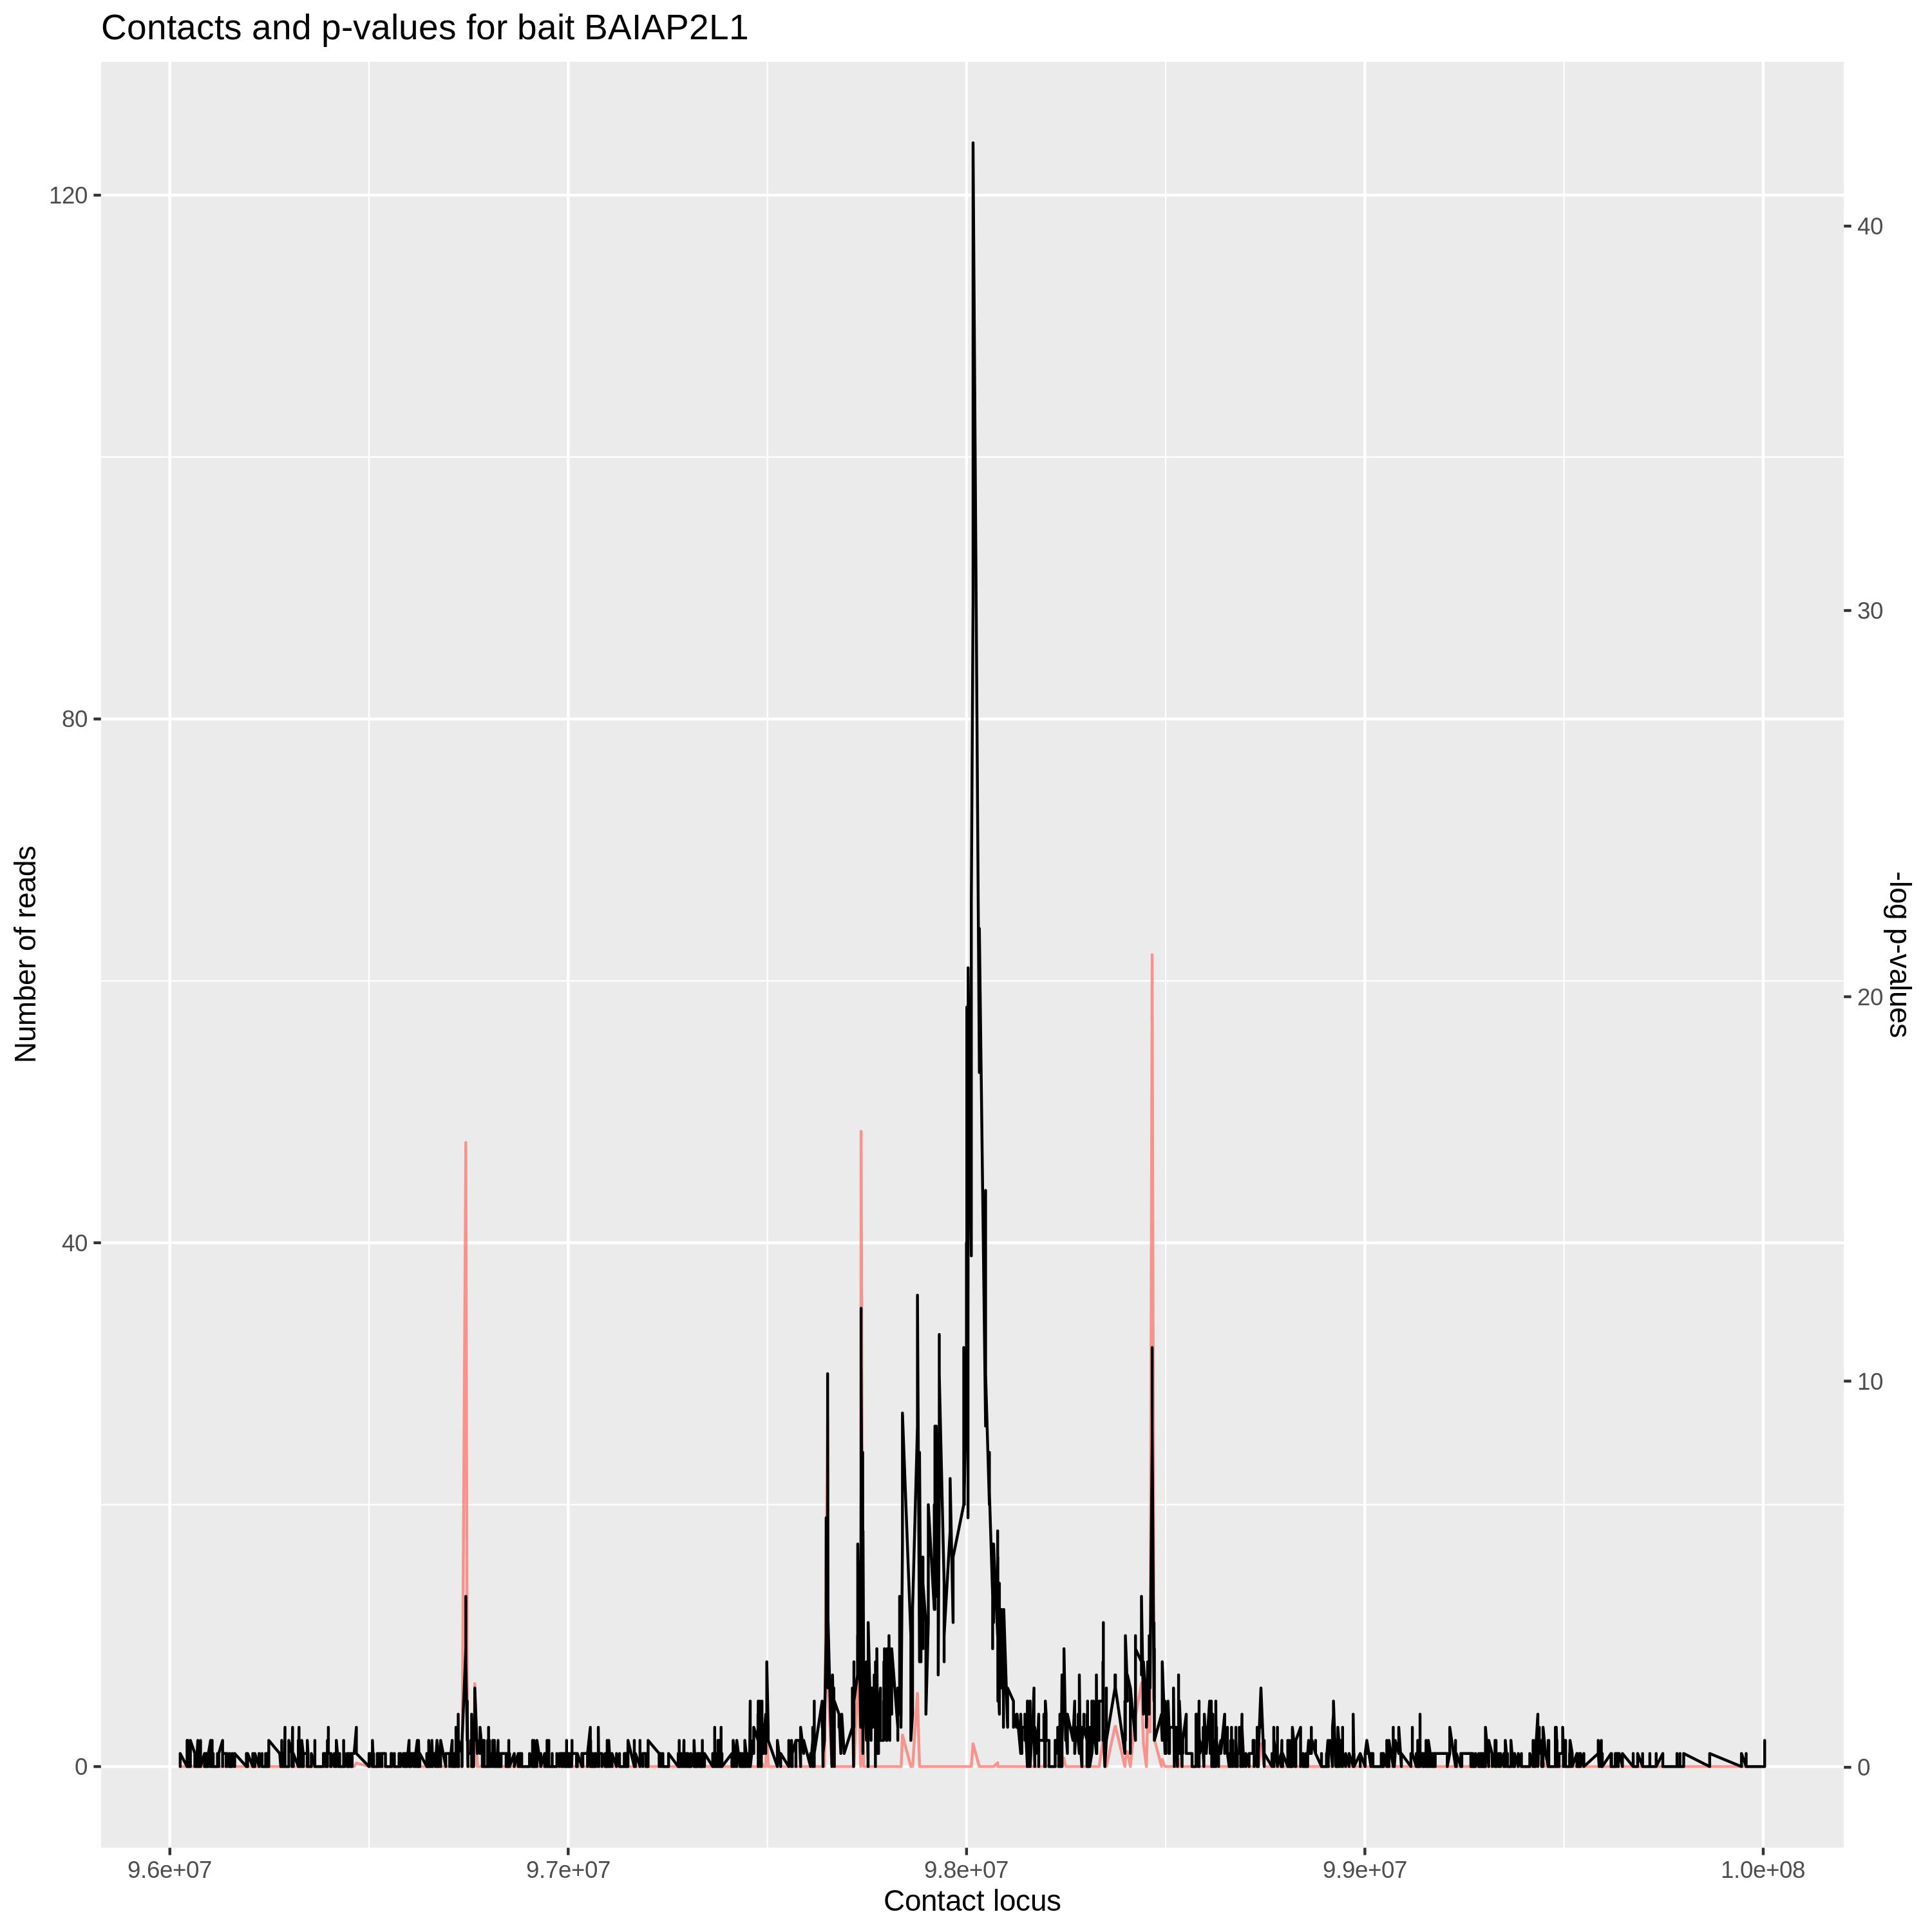 Contacts and p-values for bait BAIAP2L1
Number of reads
120
80
40
0
40
30
20
10
0
-log p-values
9.6e+07
9.7e+07
9.8e+07
9.9e+07
1.0e+08
Contact locus